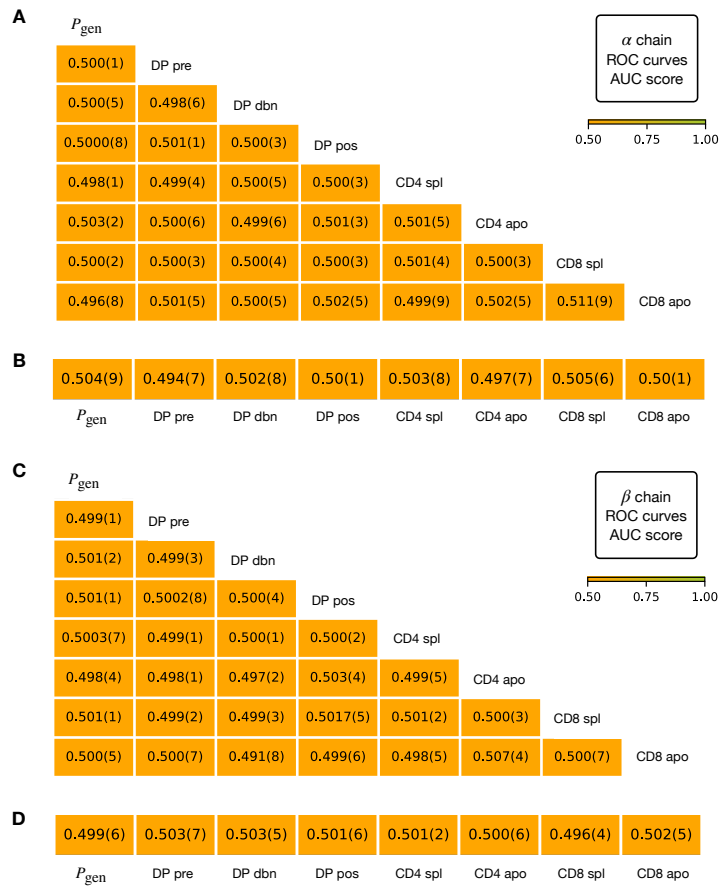 A
Pgen
α chain
ROC curves
AUC score
0.500(1) DP pre
0.500(5) 0.498(6) DP dbn
0.50 0.75 1.00
0.5000(8) 0.501(1) 0.500(3) DP pos
0.498(1) 0.499(4) 0.500(5) 0.500(3) CD4 spl
0.503(2) 0.500(6) 0.499(6) 0.501(3) 0.501(5) CD4 apo
0.500(2) 0.500(3) 0.500(4) 0.500(3) 0.501(4) 0.500(3) CD8 spl
0.496(8) 0.501(5) 0.500(5) 0.502(5) 0.499(9) 0.502(5) 0.511(9) CD8 apo
B
0.504(9) 0.494(7) 0.502(8) 0.50(1) 0.503(8) 0.497(7) 0.505(6) 0.50(1)
Pgen DP pre DP dbn DP pos CD4 spl CD4 apo CD8 spl CD8 apo
C
Pgen
β chain
ROC curves
AUC score
0.499(1) DP pre
0.501(2) 0.499(3) DP dbn
0.50 0.75 1.00
0.501(1) 0.5002(8) 0.500(4) DP pos
0.5003(7) 0.499(1) 0.500(1) 0.500(2) CD4 spl
0.498(4) 0.498(1) 0.497(2) 0.503(4) 0.499(5) CD4 apo
0.501(1) 0.499(2) 0.499(3) 0.5017(5) 0.501(2) 0.500(3) CD8 spl
0.500(5) 0.500(7) 0.491(8) 0.499(6) 0.498(5) 0.507(4) 0.500(7) CD8 apo
D
0.499(6) 0.503(7) 0.503(5) 0.501(6) 0.501(2) 0.500(6) 0.496(4) 0.502(5)
Pgen DP pre DP dbn DP pos CD4 spl CD4 apo CD8 spl CD8 apo